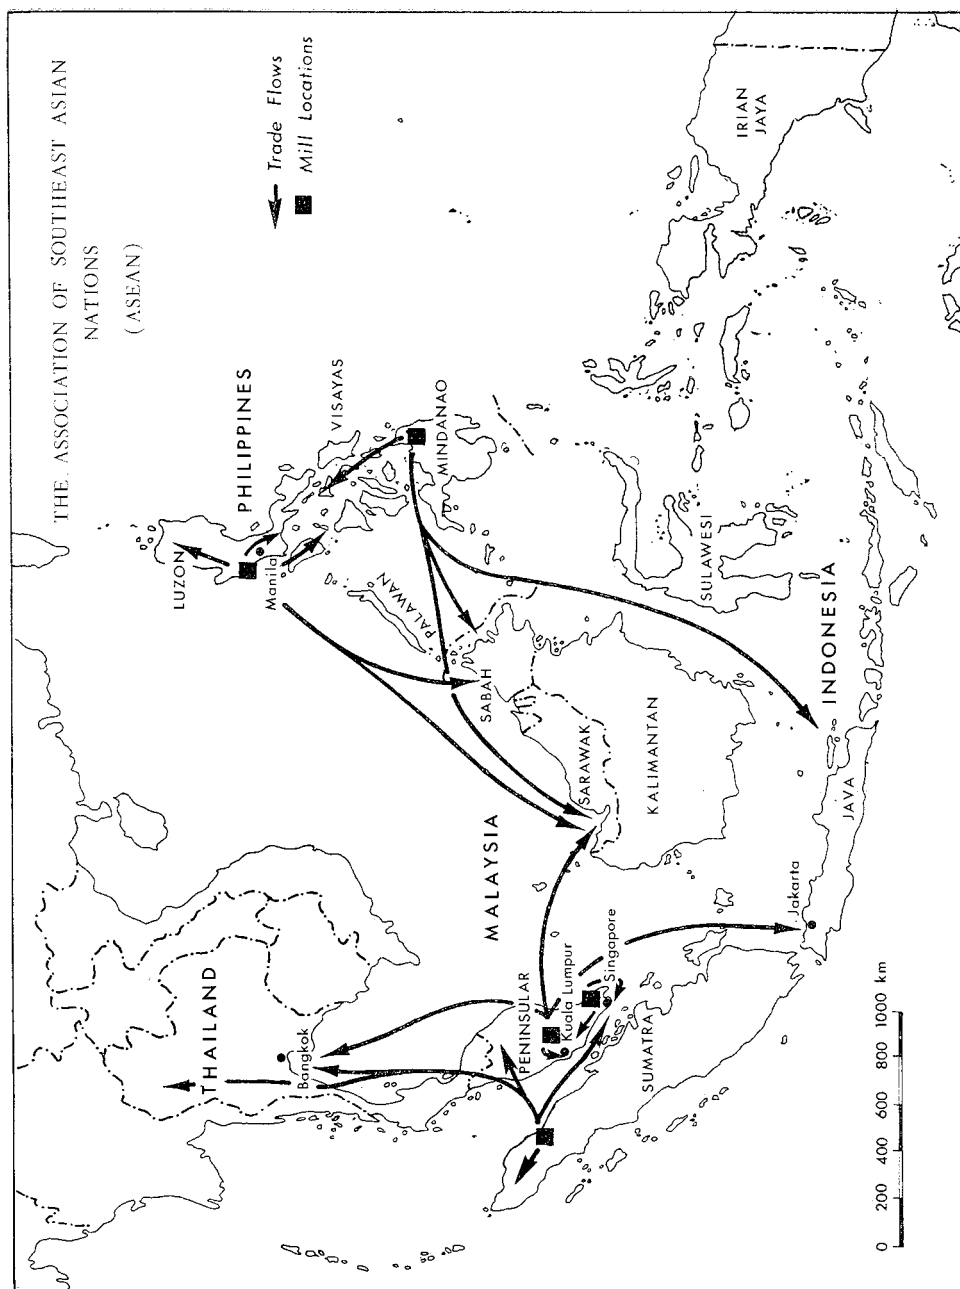 THE ASSOCIATION OF SOUTHEAST ASIAN
NATIONS
(ASEAN)
Trade Flows
Mill Locations
PHILIPPINES
LUZON
Manila
VISAYAS
MINDANAO
PALAWAN
THAILAND
Bangkok
MALAYSIA
PENINSULAR
Kuala Lumpur
Singapore
SABAH
SARAWAK
KALIMANTAN
SULAWESI
IRIAN
JAYA
SUMATRA
INDONESIA
Jakarta
JAVA
0 200 400 600 800 1000 km